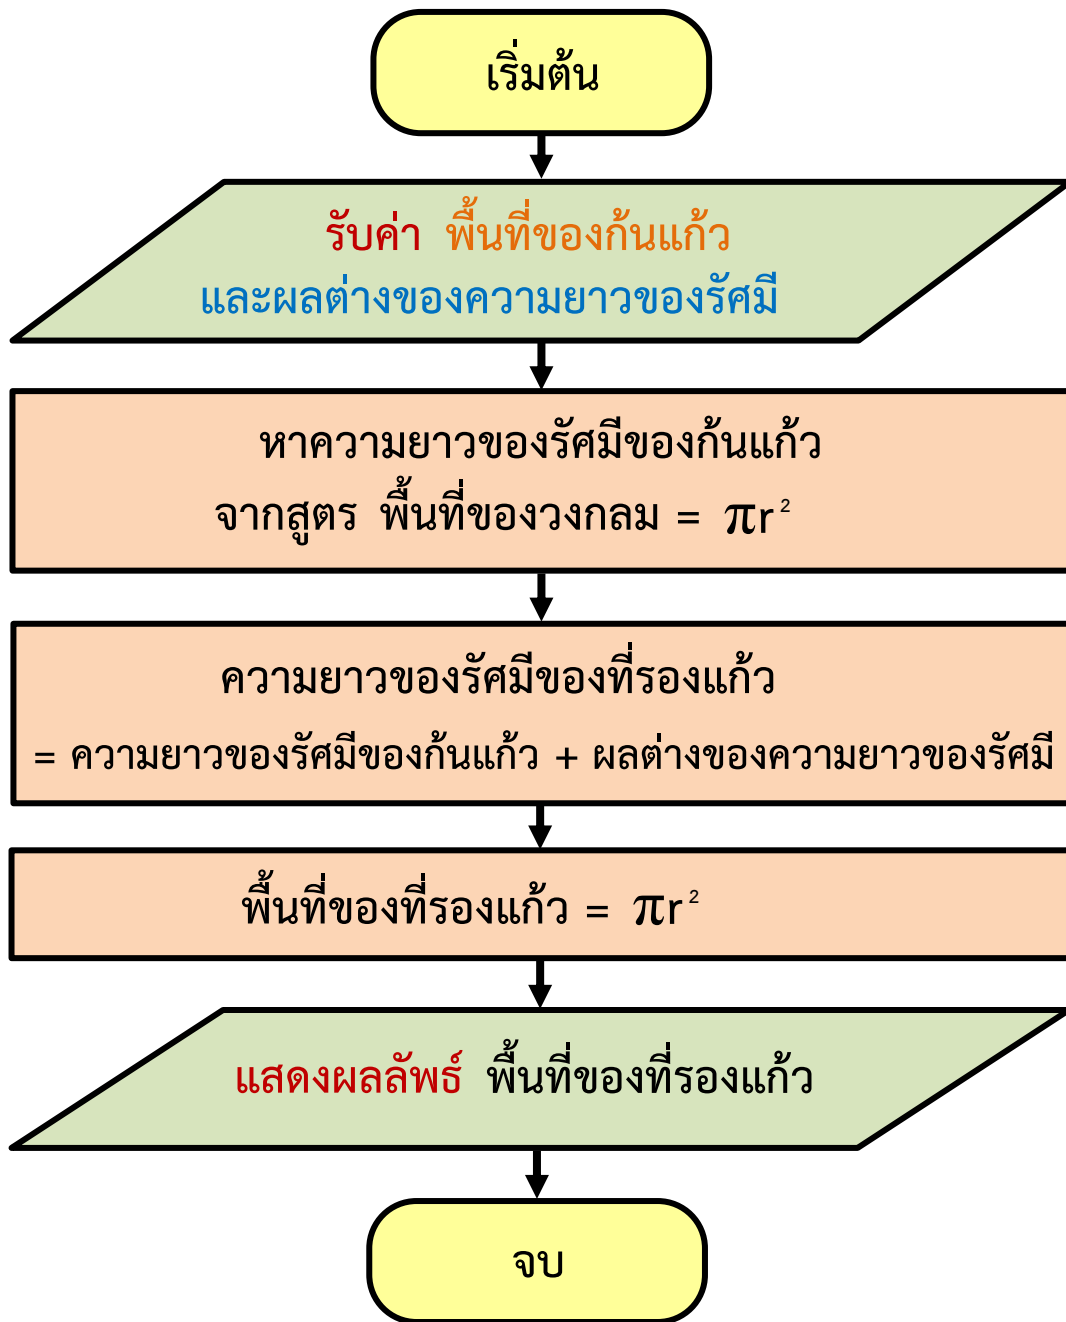 เริ่มต้น
รับค่า พื้นที่ของก้นแก้ว
และผลต่างของความยาวของรัศมี
หาความยาวของรัศมีของก้นแก้ว
จากสูตร พื้นที่ของวงกลม = πr²
ความยาวของรัศมีของที่รองแก้ว
= ความยาวของรัศมีของก้นแก้ว + ผลต่างของความยาวของรัศมี
พื้นที่ของที่รองแก้ว = πr²
แสดงผลลัพธ์ พื้นที่ของที่รองแก้ว
จบ